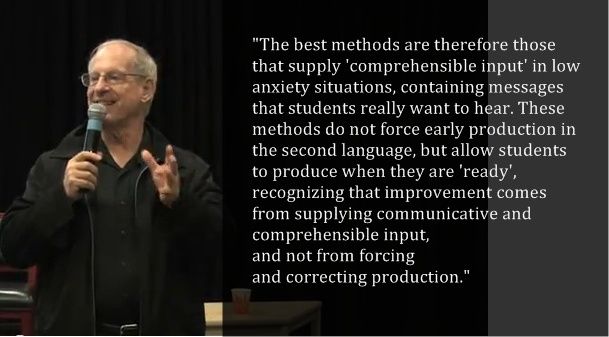 "The best methods are therefore those
that supply 'comprehensible input' in low
anxiety situations, containing messages
that students really want to hear. These
methods do not force early production in
the second language, but allow students
to produce when they are 'ready',
recognizing that improvement comes
from supplying communicative and
comprehensible input,
and not from forcing
and correcting production."